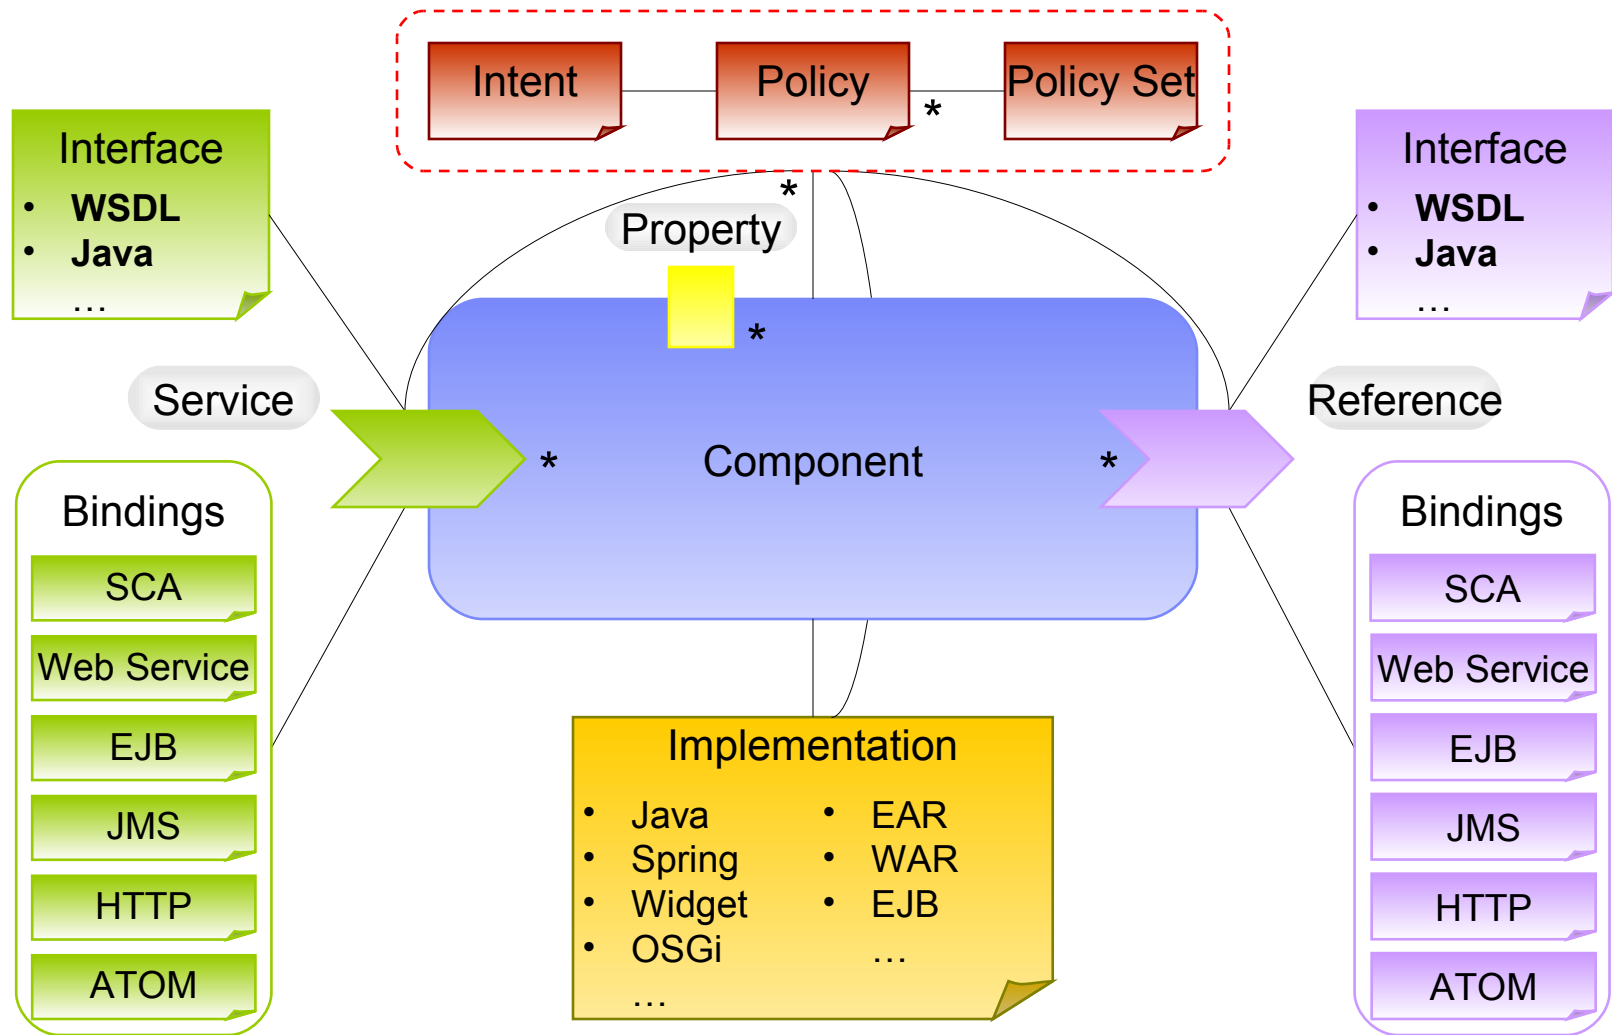 Intent
Policy
Policy Set
*
*
Interface
• WSDL
• Java
…
Property
*
Interface
• WSDL
• Java
…
Service
*
Component
*
Reference
Bindings
SCA
Web Service
EJB
JMS
HTTP
ATOM
Implementation
• Java
• Spring
• Widget
• OSGi
…
• EAR
• WAR
• EJB
…
Bindings
SCA
Web Service
EJB
JMS
HTTP
ATOM